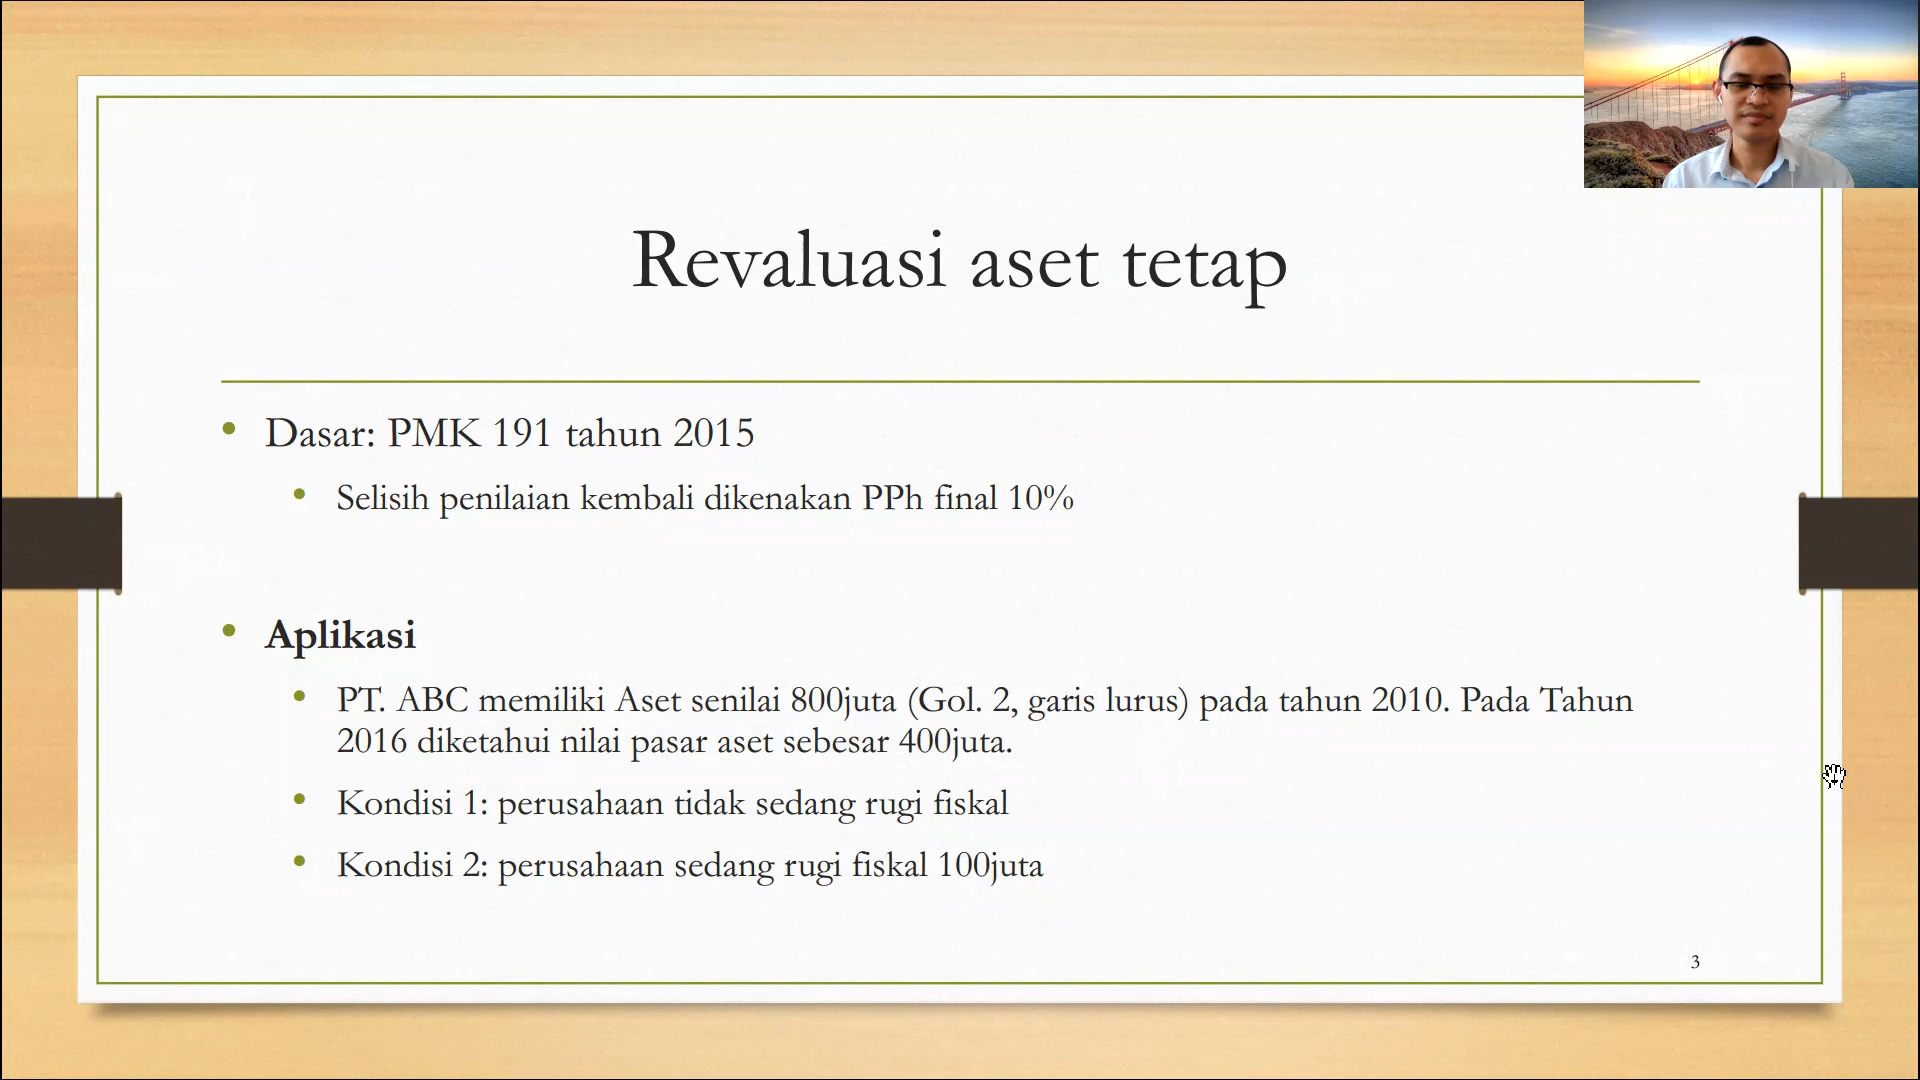 Revaluasi aset tetap
Dasar: PMK 191 tahun 2015
Selisih penilaian kembali dikenakan PPh final 10%
Aplikasi
PT. ABC memiliki Aset senilai 800juta (Gol. 2, garis lurus) pada tahun 2010. Pada Tahun
2016 diketahui nilai pasar aset sebesar 400juta.
Kondisi 1: perusahaan tidak sedang rugi fiskal
Kondisi 2: perusahaan sedang rugi fiskal 100juta
3